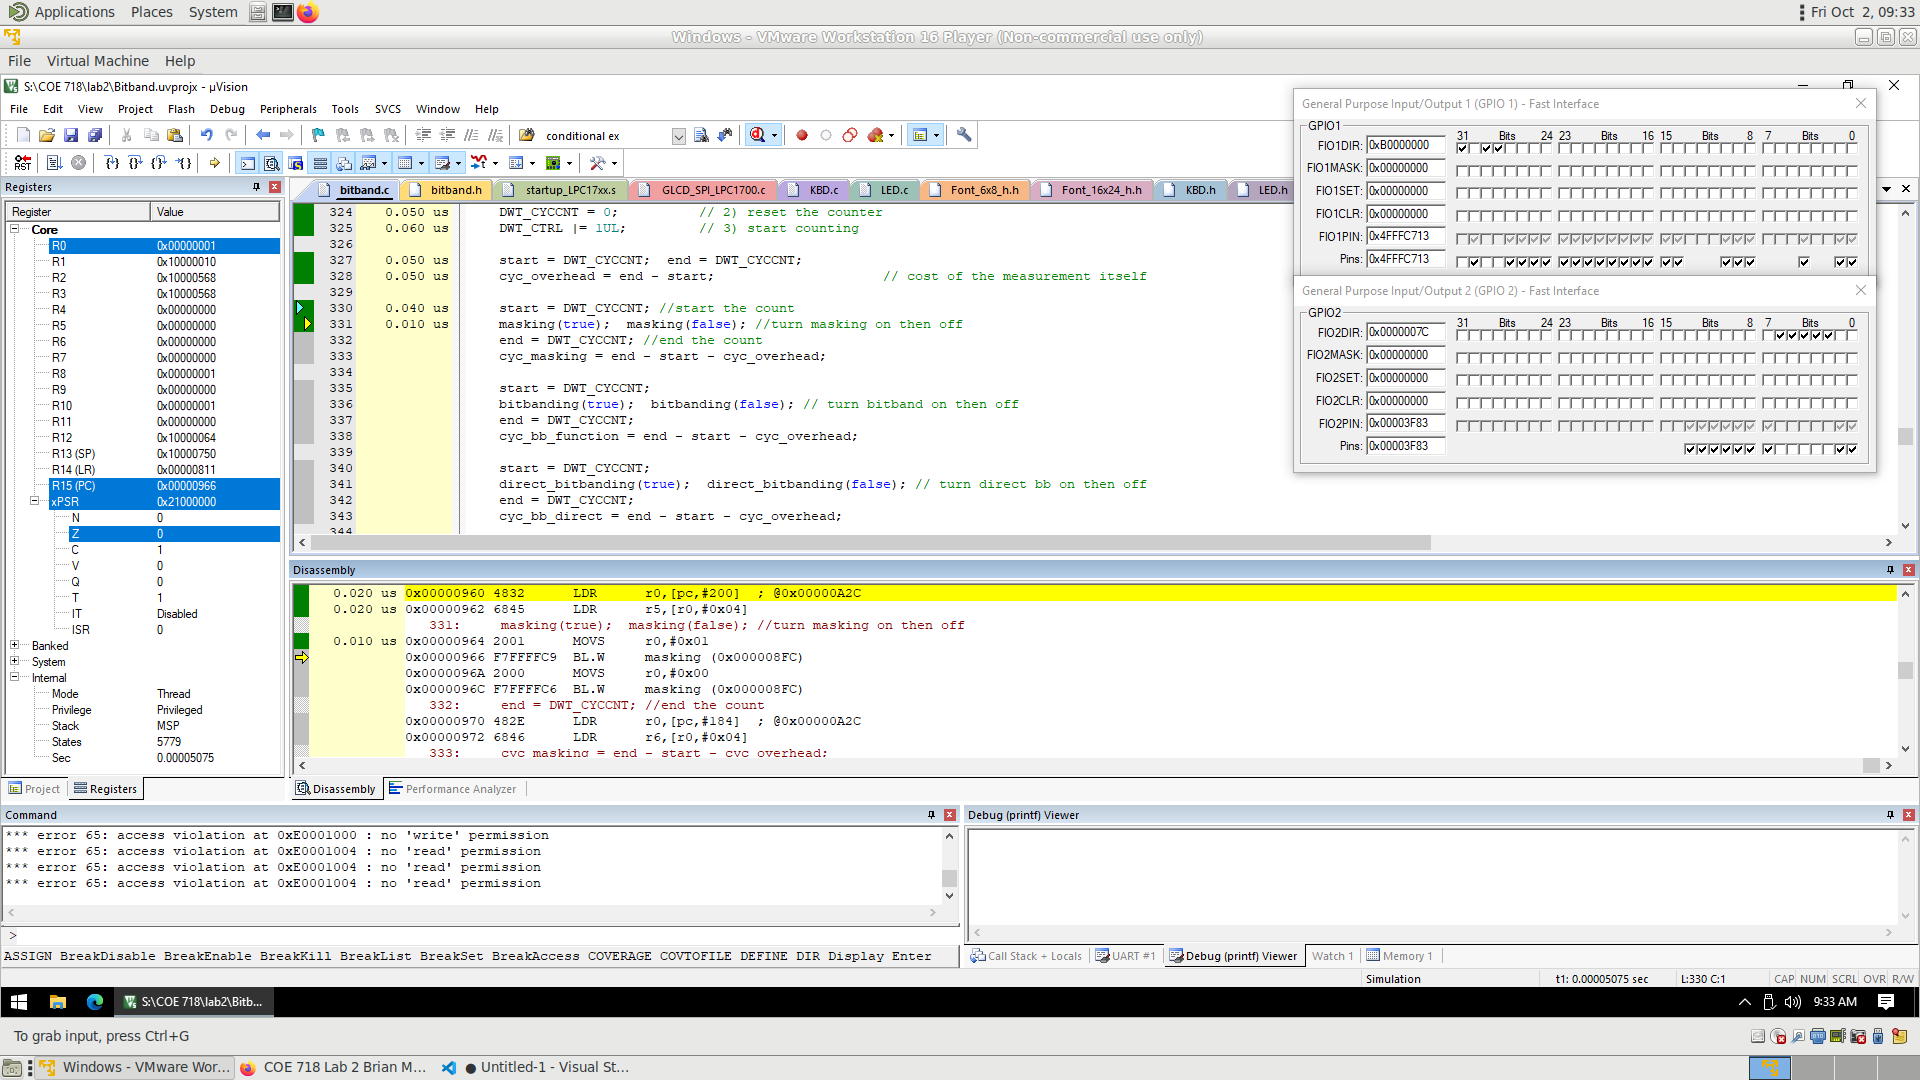 Applications Places System
Fri Oct 2, 09:33
Windows - VMware Workstation 16 Player (Non-commercial use only)
File Virtual Machine Help
S:\COE 718\lab2\Bitband.uvprojx - µVision
File Edit View Project Flash Debug Peripherals Tools SVCS Window Help
conditional ex
RST
Registers
bitband.c bitband.h startup_LPC17xx.s GLCD_SPI_LPC1700.c KBD.c LED.c Font_6x8_h.h Font_16x24_h.h KBD.h LED.h
Register Value
Core
R0 0x00000001
R1 0x10000010
R2 0x10000568
R3 0x10000568
R4 0x00000000
R5 0x00000000
R6 0x00000000
R7 0x00000000
R8 0x00000001
R9 0x00000000
R10 0x00000001
R11 0x00000000
R12 0x10000064
R13 (SP) 0x10000750
R14 (LR) 0x00000811
R15 (PC) 0x00000966
xPSR 0x21000000
N 0
Z 0
C 1
V 0
Q 0
T 1
IT Disabled
ISR 0
Banked
System
Internal
Mode Thread
Privilege Privileged
Stack MSP
States 5779
Sec 0.00005075
Project Registers
324 0.050 us DWT_CYCCNT = 0; // 2) reset the counter
325 0.060 us DWT_CTRL |= 1UL; // 3) start counting
326
327 0.050 us start = DWT_CYCCNT; end = DWT_CYCCNT;
328 0.050 us cyc_overhead = end - start; // cost of the measurement itself
329
330 0.040 us start = DWT_CYCCNT; //start the count
331 0.010 us masking(true); masking(false); //turn masking on then off
332 end = DWT_CYCCNT; //end the count
333 cyc_masking = end - start - cyc_overhead;
334
335 start = DWT_CYCCNT;
336 bitbanding(true); bitbanding(false); // turn bitband on then off
337 end = DWT_CYCCNT;
338 cyc_bb_function = end - start - cyc_overhead;
339
340 start = DWT_CYCCNT;
341 direct_bitbanding(true); direct_bitbanding(false); // turn direct bb on then off
342 end = DWT_CYCCNT;
343 cyc_bb_direct = end - start - cyc_overhead;
344
General Purpose Input/Output 1 (GPIO 1) - Fast Interface
GPIO1
31 Bits 24 23 Bits 16 15 Bits 8 7 Bits 0
FIO1DIR: 0xB0000000
FIO1MASK: 0x00000000
FIO1SET: 0x00000000
FIO1CLR: 0x00000000
FIO1PIN: 0x4FFFC713
Pins: 0x4FFFC713
General Purpose Input/Output 2 (GPIO 2) - Fast Interface
GPIO2
31 Bits 24 23 Bits 16 15 Bits 8 7 Bits 0
FIO2DIR: 0x0000007C
FIO2MASK: 0x00000000
FIO2SET: 0x00000000
FIO2CLR: 0x00000000
FIO2PIN: 0x00003F83
Pins: 0x00003F83
Disassembly
0.020 us 0x00000960 4832 LDR r0,[pc,#200] ; @0x00000A2C
0.020 us 0x00000962 6845 LDR r5,[r0,#0x04]
331: masking(true); masking(false); //turn masking on then off
0.010 us 0x00000964 2001 MOVS r0,#0x01
0x00000966 F7FFFFC9 BL.W masking (0x000008FC)
0x0000096A 2000 MOVS r0,#0x00
0x0000096C F7FFFFC6 BL.W masking (0x000008FC)
332: end = DWT_CYCCNT; //end the count
0x00000970 482E LDR r0,[pc,#184] ; @0x00000A2C
0x00000972 6846 LDR r6,[r0,#0x04]
333: cyc_masking = end - start - cyc_overhead;
Disassembly Performance Analyzer
Command
*** error 65: access violation at 0xE0001000 : no 'write' permission
*** error 65: access violation at 0xE0001004 : no 'read' permission
*** error 65: access violation at 0xE0001004 : no 'read' permission
*** error 65: access violation at 0xE0001004 : no 'read' permission
>
ASSIGN BreakDisable BreakEnable BreakKill BreakList BreakSet BreakAccess COVERAGE COVTOFILE DEFINE DIR Display Enter
Debug (printf) Viewer
Call Stack + Locals UART #1 Debug (printf) Viewer Watch 1 Memory 1
Simulation t1: 0.00005075 sec L:330 C:1 CAP NUM SCRL OVR R/W
S:\COE 718\lab2\Bitb...
9:33 AM
To grab input, press Ctrl+G
Windows - VMware Wor... COE 718 Lab 2 Brian M... ● Untitled-1 - Visual St...